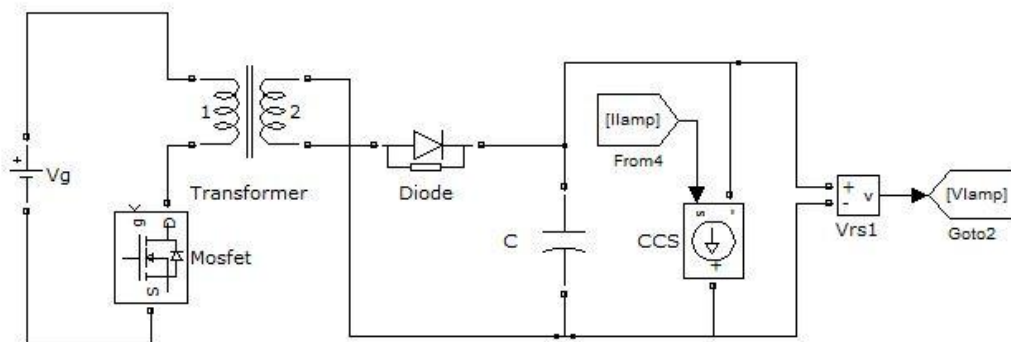 1
2
[Ilamp]
From4
+
Vg
Transformer
Diode
g
S
Mosfet
C
CCS
s
-
+
+
-
v
Vrs1
[Vlamp]
Goto2